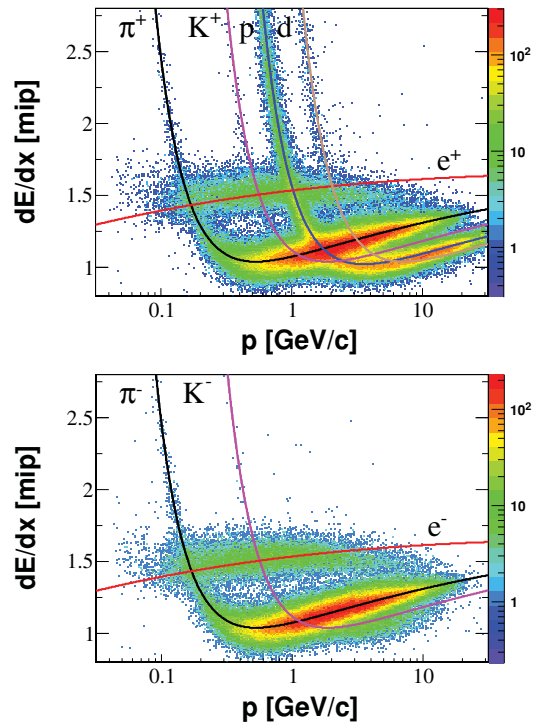 π⁺ K⁺ p d
e⁺
dE/dx [mip]
2.5
2
1.5
1
0.1 1 10
p [GeV/c]
10²
10
1
π⁻ K⁻
e⁻
dE/dx [mip]
2.5
2
1.5
1
0.1 1 10
p [GeV/c]
10²
10
1